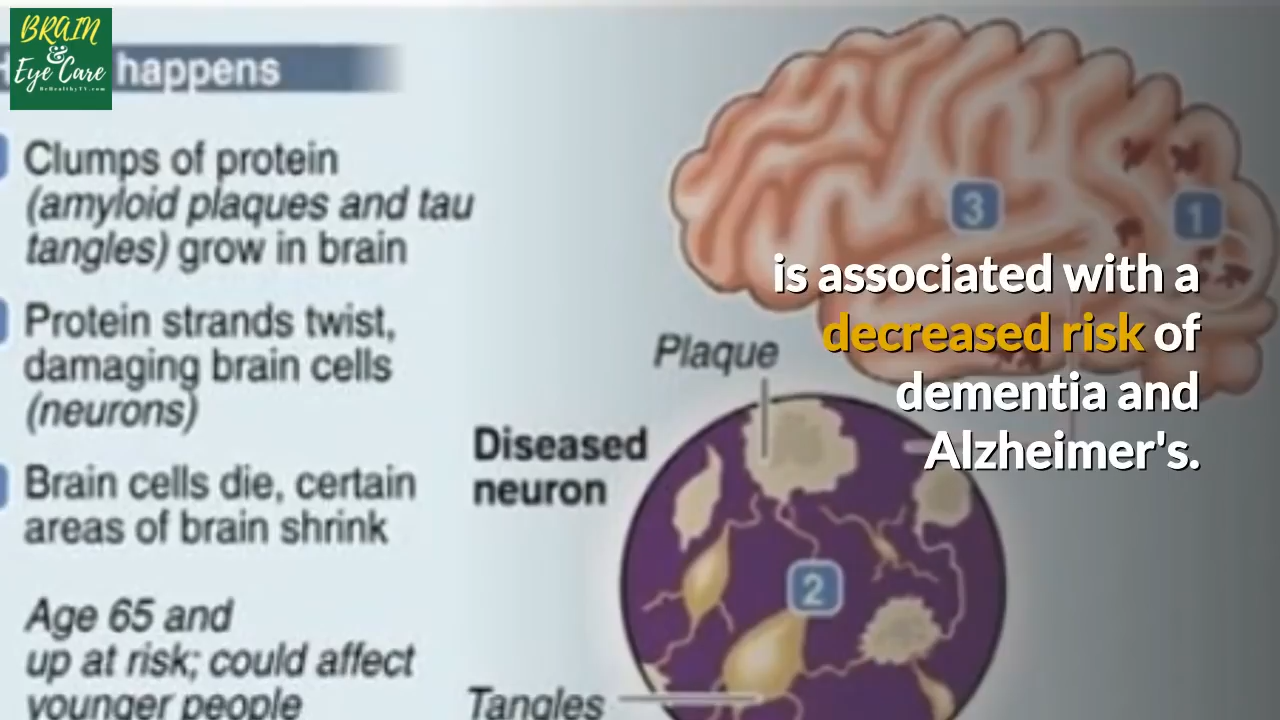 BRAIN
&
Eye Care
BeHealthyTV.com
happens
Clumps of protein
(amyloid plaques and tau
tangles) grow in brain
Protein strands twist,
damaging brain cells
(neurons)
Brain cells die, certain
areas of brain shrink
Age 65 and
up at risk; could affect
younger people
3
1
is associated with a
decreased risk of
dementia and
Alzheimer's.
Plaque
Diseased
neuron
2
Tangles